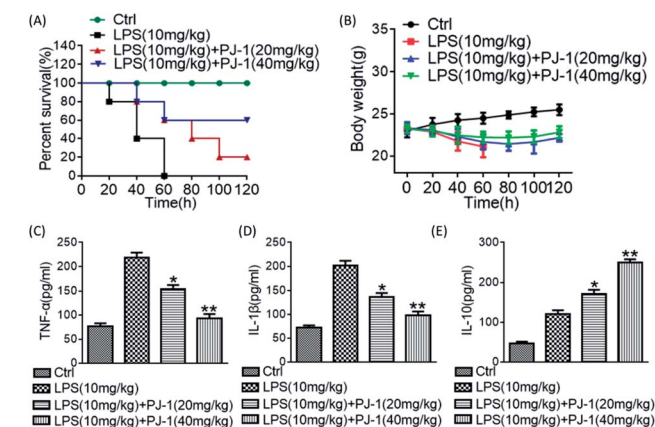 (A)
Ctrl
LPS(10mg/kg)
LPS(10mg/kg)+PJ-1(20mg/kg)
LPS(10mg/kg)+PJ-1(40mg/kg)
Percent survival(%)
140
120
100
80
60
40
20
0
0 20 40 60 80 100 120
Time(h)
(B)
Ctrl
LPS(10mg/kg)
LPS(10mg/kg)+PJ-1(20mg/kg)
LPS(10mg/kg)+PJ-1(40mg/kg)
Body weight(g)
35
30
25
20
0 20 40 60 80 100 120
Time(h)
(C)
TNF-α(pg/ml)
250
200
150
100
50
0
*
**
Ctrl
LPS(10mg/kg)
LPS(10mg/kg)+PJ-1(20mg/kg)
LPS(10mg/kg)+PJ-1(40mg/kg)
(D)
IL-1β(pg/ml)
250
200
150
100
50
0
*
**
Ctrl
LPS(10mg/kg)
LPS(10mg/kg)+PJ-1(20mg/kg)
LPS(10mg/kg)+PJ-1(40mg/kg)
(E)
IL-10(pg/ml)
300
200
100
0
*
**
Ctrl
LPS(10mg/kg)
LPS(10mg/kg)+PJ-1(20mg/kg)
LPS(10mg/kg)+PJ-1(40mg/kg)